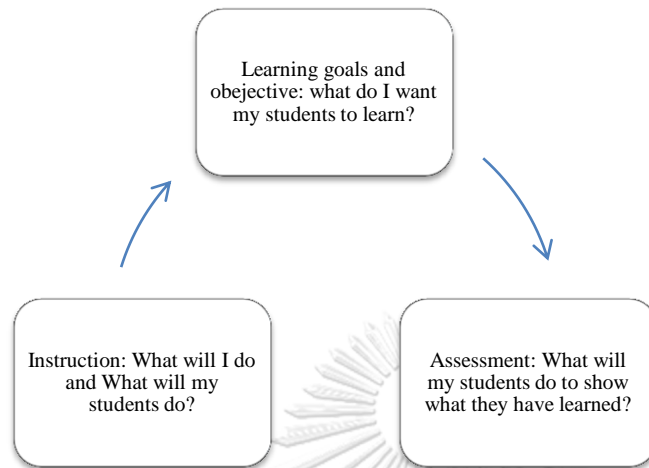 Learning goals and
obejective: what do I want
my students to learn?
Instruction: What will I do
and What will my
students do?
Assessment: What will
my students do to show
what they have learned?